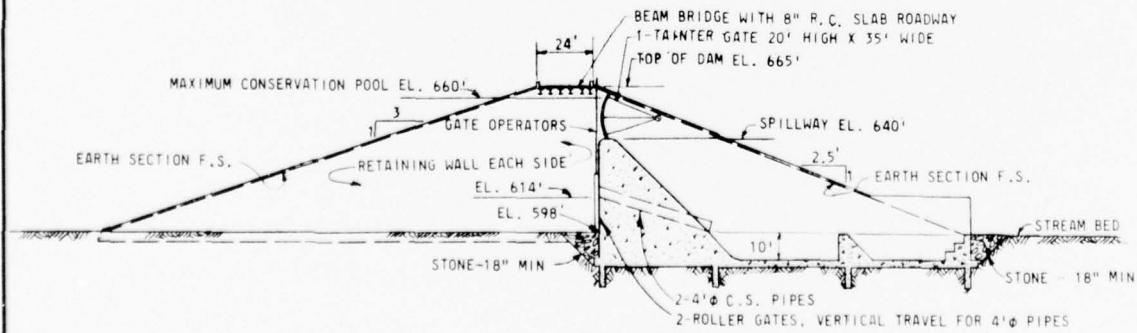 BEAM BRIDGE WITH 8" R.C. SLAB ROADWAY
1-TAINTER GATE 20' HIGH X 35' WIDE
24'
TOP OF DAM EL. 665'
MAXIMUM CONSERVATION POOL EL. 660'
3
1
GATE OPERATORS
SPILLWAY EL. 640'
EARTH SECTION F.S.
RETAINING WALL EACH SIDE
2.5'
1
EARTH SECTION F.S.
EL. 614'
EL. 598'
STREAM BED
10'
STONE-18" MIN
STONE - 18" MIN
2-4'φ C.S. PIPES
2-ROLLER GATES, VERTICAL TRAVEL FOR 4'φ PIPES